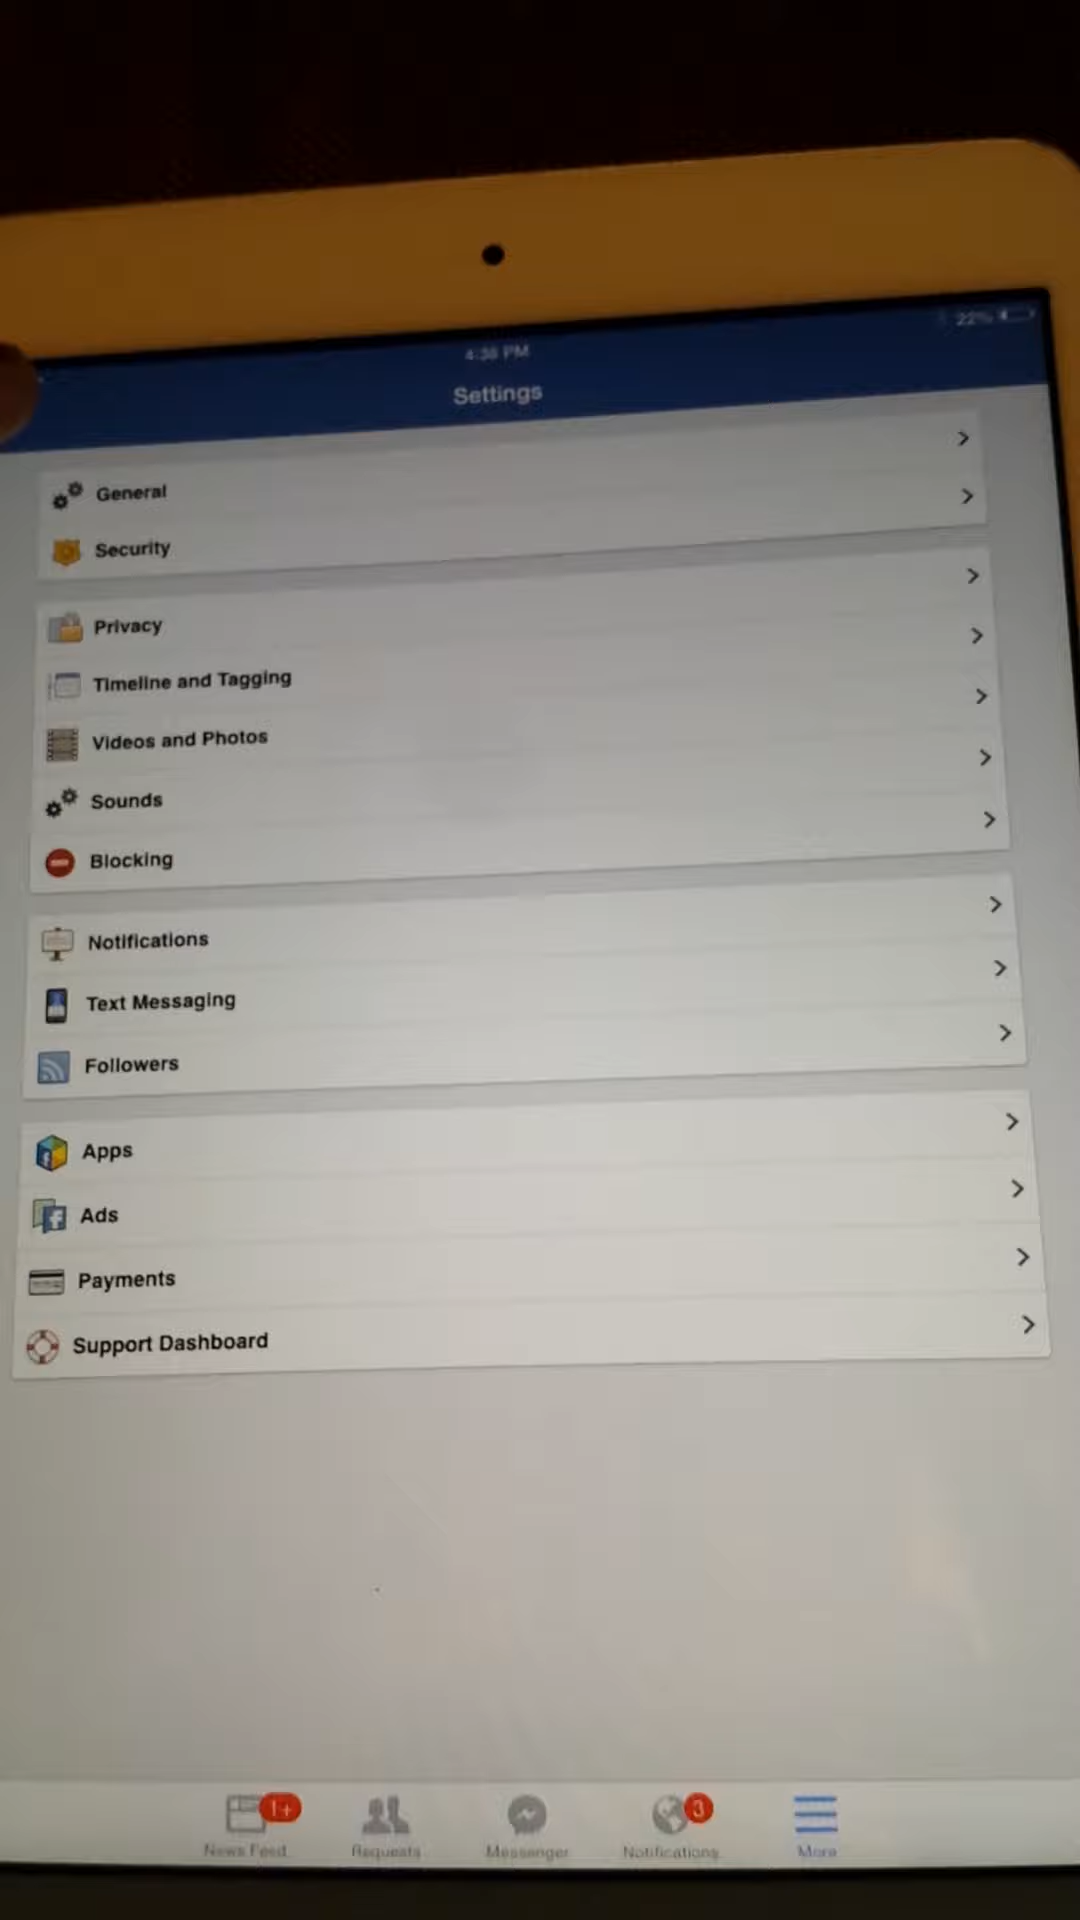 22%
4:38 PM
Settings
General
Security
Privacy
Timeline and Tagging
Videos and Photos
Sounds
Blocking
Notifications
Text Messaging
Followers
Apps
Ads
Payments
Support Dashboard
1+
3
News Feed
Requests
Messenger
Notifications
More